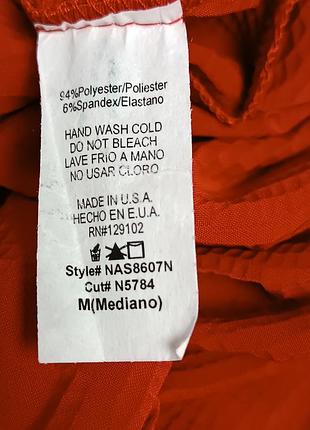 94%Polyester/Poliester
6%Spandex/Elastano
HAND WASH COLD
DO NOT BLEACH
LAVE FRIO A MANO
NO USAR CLORO
MADE IN U.S.A.
HECHO EN E.U.A.
RN#129102
Style# NAS8607N
Cut# N5784
M(Mediano)